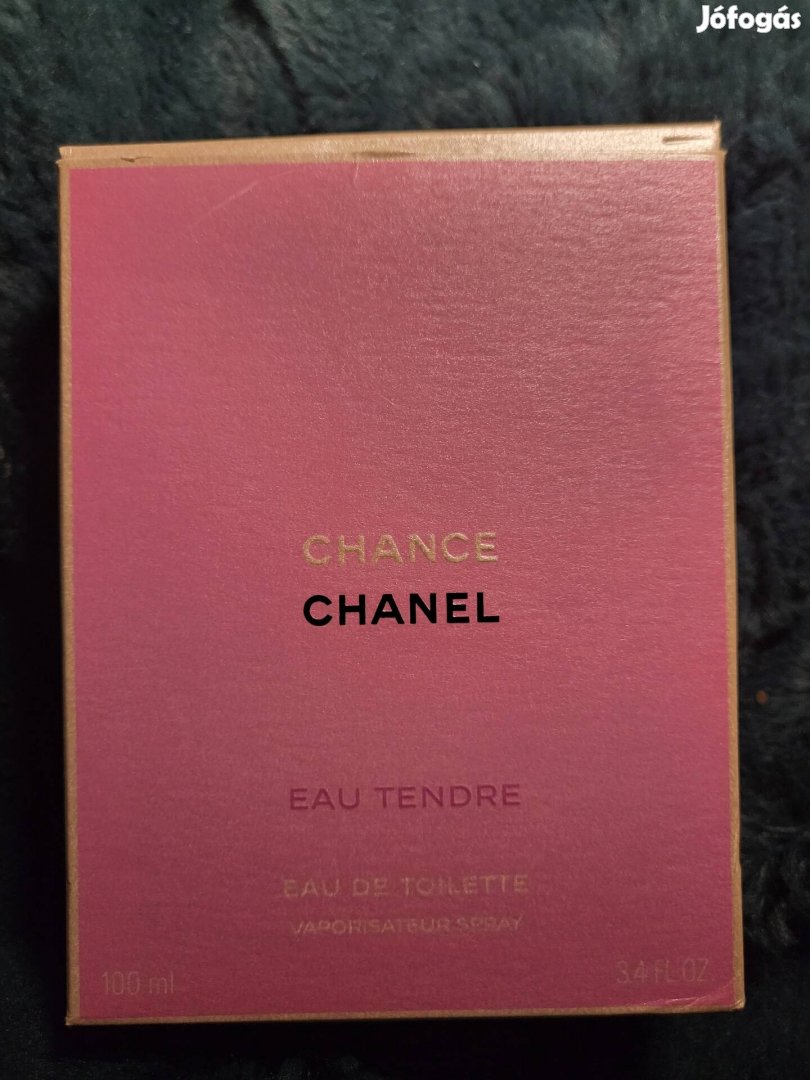 Jófogás
CHANCE
CHANEL
EAU TENDRE
EAU DE TOILETTE
VAPORISATEUR SPRAY
100 ml
3.4 FL OZ